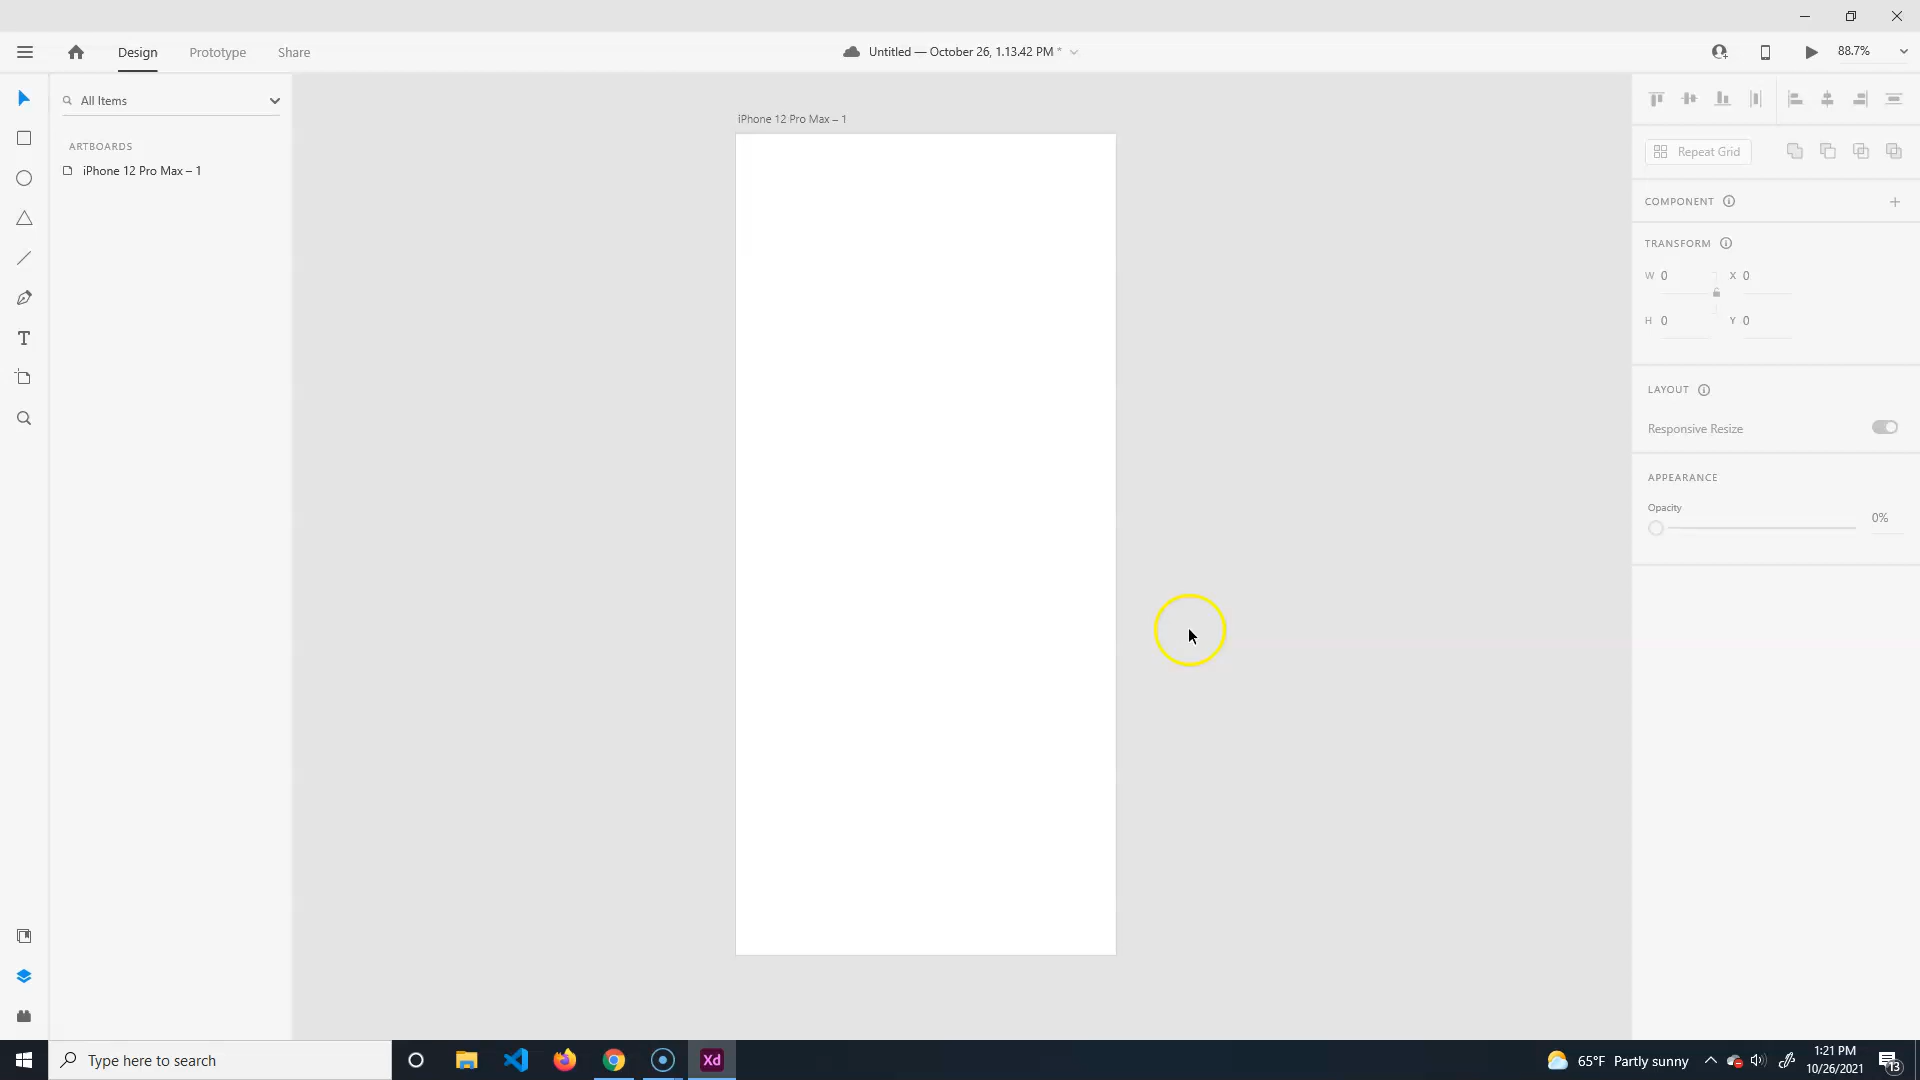 Design Prototype Share
Untitled — October 26, 1.13.42 PM *
88.7%
All Items
ARTBOARDS
iPhone 12 Pro Max – 1
iPhone 12 Pro Max – 1
Repeat Grid
COMPONENT
TRANSFORM
W 0 X 0
H 0 Y 0
LAYOUT
Responsive Resize
APPEARANCE
Opacity
0%
T
Type here to search
Xd
65°F Partly sunny
1:21 PM
10/26/2021
13